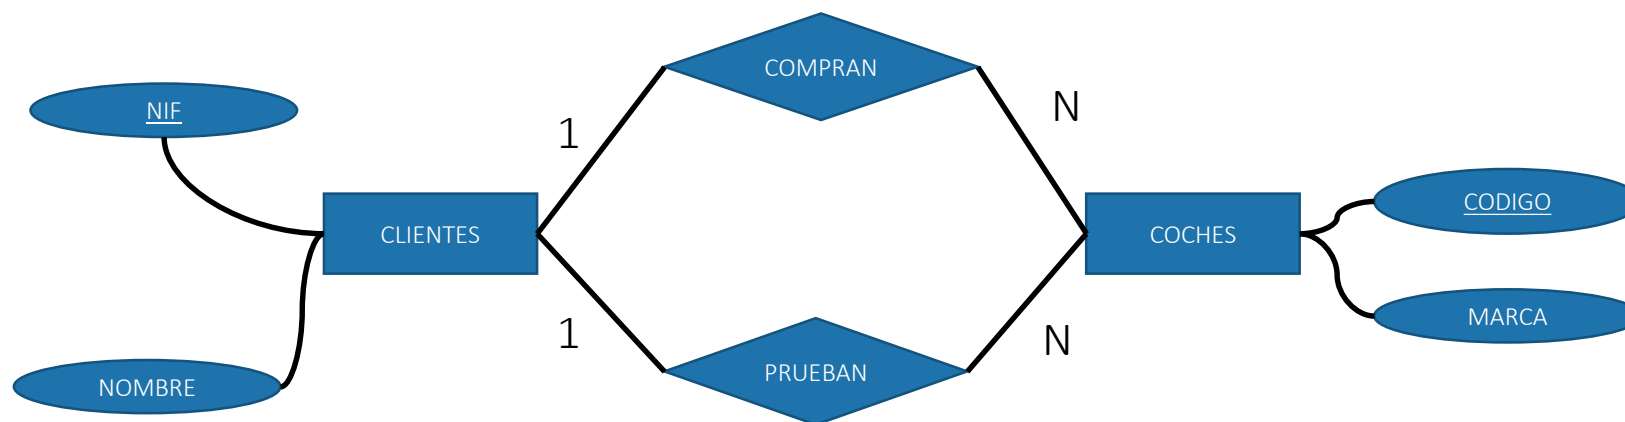 COMPRAN
NIF
1
N
CLIENTES
COCHES
CODIGO
MARCA
1
N
PRUEBAN
NOMBRE